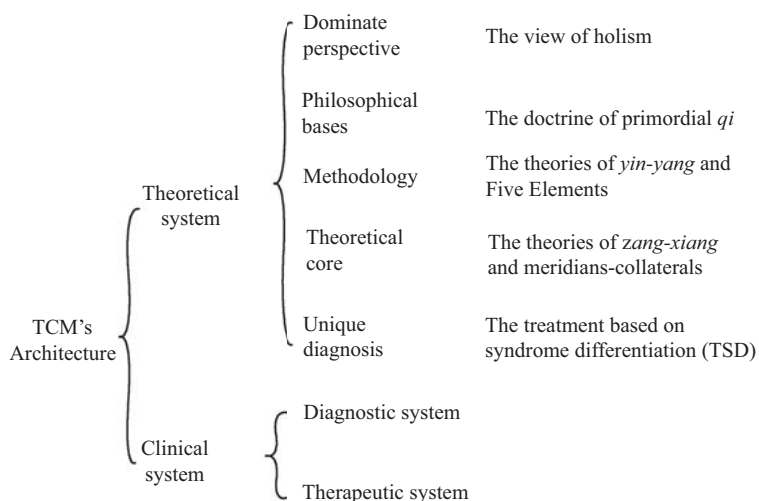 Dominate
perspective
The view of holism
Philosophical
bases
The doctrine of primordial qi
Methodology
The theories of yin-yang and
Five Elements
Theoretical
system
Theoretical
core
The theories of zang-xiang
and meridians-collaterals
TCM’s
Architecture
Unique
diagnosis
The treatment based on
syndrome differentiation (TSD)
Clinical
system
Diagnostic system
Therapeutic system